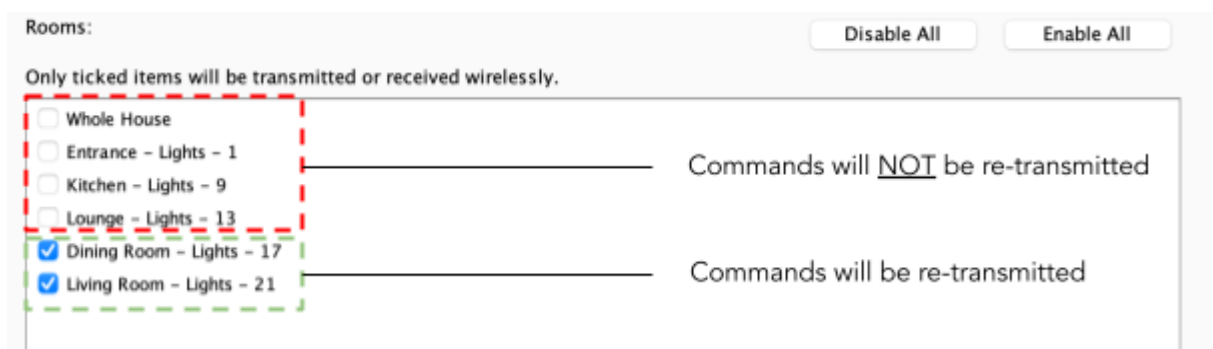 Rooms:
Disable All
Enable All
Only ticked items will be transmitted or received wirelessly.
Whole House
Entrance – Lights – 1
Kitchen – Lights – 9
Lounge – Lights – 13
Commands will NOT be re-transmitted
Dining Room – Lights – 17
Living Room – Lights – 21
Commands will be re-transmitted